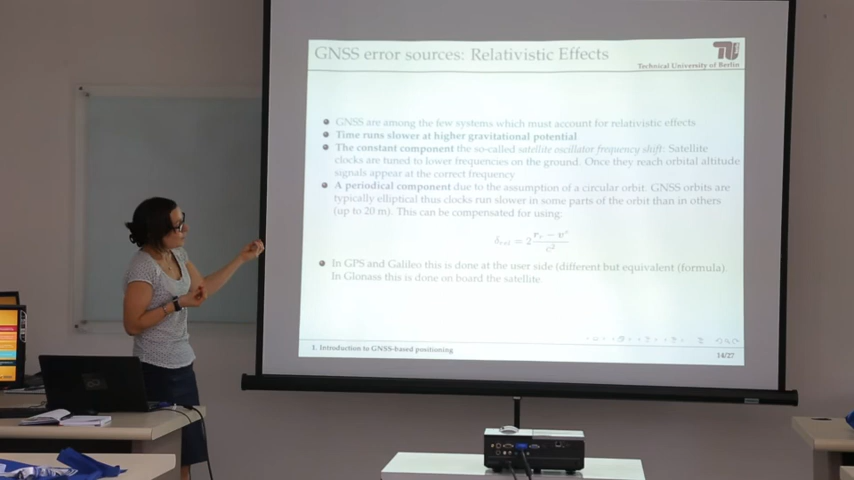 GNSS error sources: Relativistic Effects
Technical University of Berlin
GNSS are among the few systems which must account for relativistic effects
Time runs slower at higher gravitational potential
The constant component the so-called satellite oscillator frequency shift: Satellite
clocks are tuned to lower frequencies on the ground. Once they reach orbital altitude
signals appear at the correct frequency
A periodical component due to the assumption of a circular orbit. GNSS orbits are
typically elliptical thus clocks run slower in some parts of the orbit than in others
(up to 20 m). This can be compensated for using:
In GPS and Galileo this is done at the user side (different but equivalent (formula).
In Glonass this is done on board the satellite.
1. Introduction to GNSS-based positioning
14/27